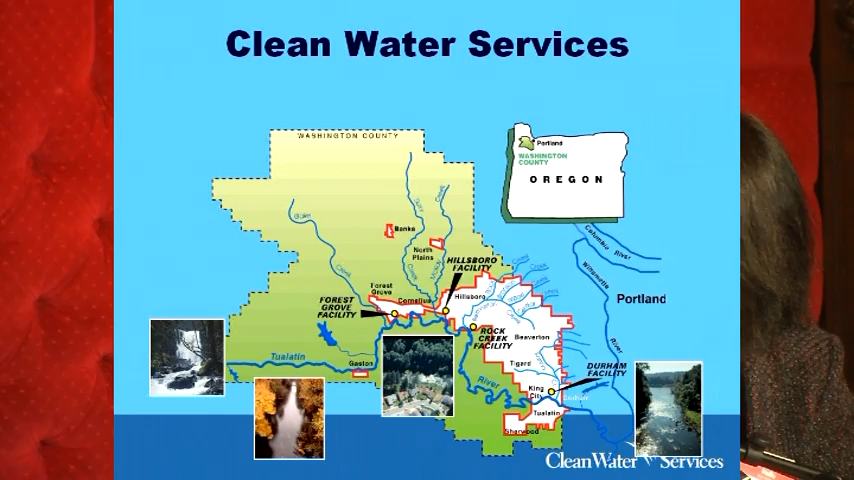 Clean Water Services
WASHINGTON COUNTY
Portland
WASHINGTON
COUNTY
OREGON
Columbia River
Willamette
River
Portland
Banks
North
Plains
HILLSBORO
FACILITY
Forest
Grove
Cornelius
Hillsboro
FOREST
GROVE
FACILITY
ROCK
CREEK
FACILITY
Beaverton
Tigard
DURHAM
FACILITY
Tualatin
Gaston
River
King
City
Durham
Tualatin
Sherwood
Creek
CleanWater Services